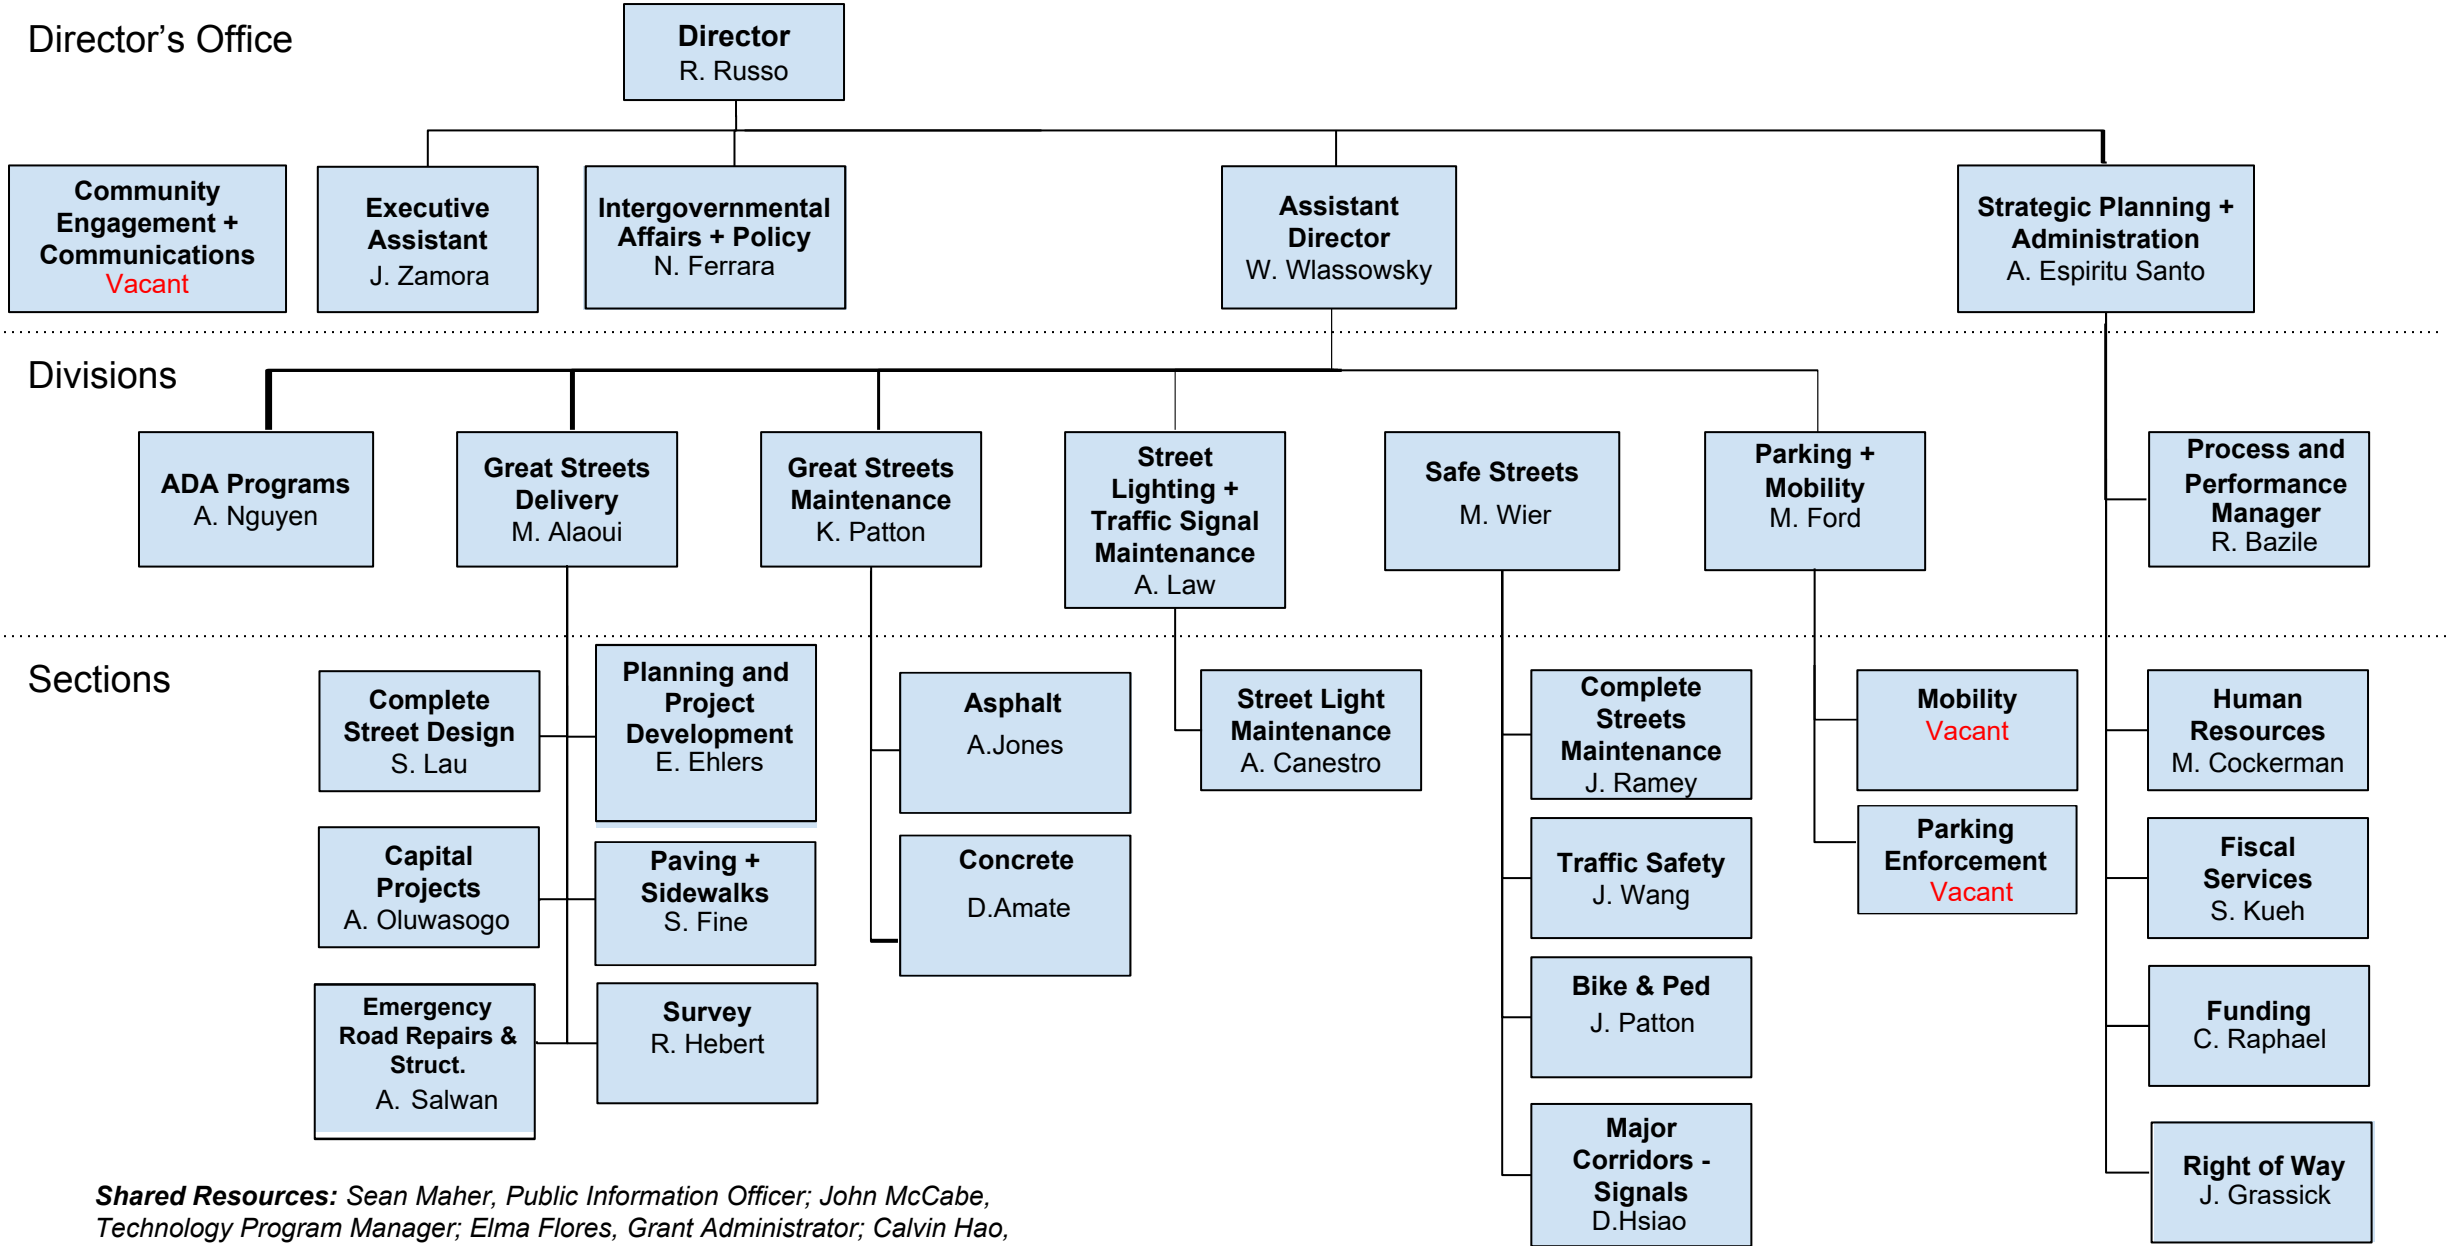 Director's Office
Director
R. Russo
Community
Engagement +
Communications
Vacant
Executive
Assistant
J. Zamora
Intergovernmental
Affairs + Policy
N. Ferrara
Assistant
Director
W. Wlassowsky
Strategic Planning +
Administration
A. Espiritu Santo
Divisions
ADA Programs
A. Nguyen
Great Streets
Delivery
M. Alaoui
Great Streets
Maintenance
K. Patton
Street
Lighting +
Traffic Signal
Maintenance
A. Law
Safe Streets
M. Wier
Parking +
Mobility
M. Ford
Process and
Performance
Manager
R. Bazile
Sections
Complete
Street Design
S. Lau
Planning and
Project
Development
E. Ehlers
Asphalt
A.Jones
Street Light
Maintenance
A. Canestro
Complete
Streets
Maintenance
J. Ramey
Mobility
Vacant
Human
Resources
M. Cockerman
Capital
Projects
A. Oluwasogo
Paving +
Sidewalks
S. Fine
Concrete
D.Amate
Traffic Safety
J. Wang
Parking
Enforcement
Vacant
Fiscal
Services
S. Kueh
Emergency
Road Repairs &
Struct.
A. Salwan
Survey
R. Hebert
Bike & Ped
J. Patton
Funding
C. Raphael
Major
Corridors -
Signals
D.Hsiao
Right of Way
J. Grassick
Shared Resources: Sean Maher, Public Information Officer; John McCabe,
Technology Program Manager; Elma Flores, Grant Administrator; Calvin Hao,